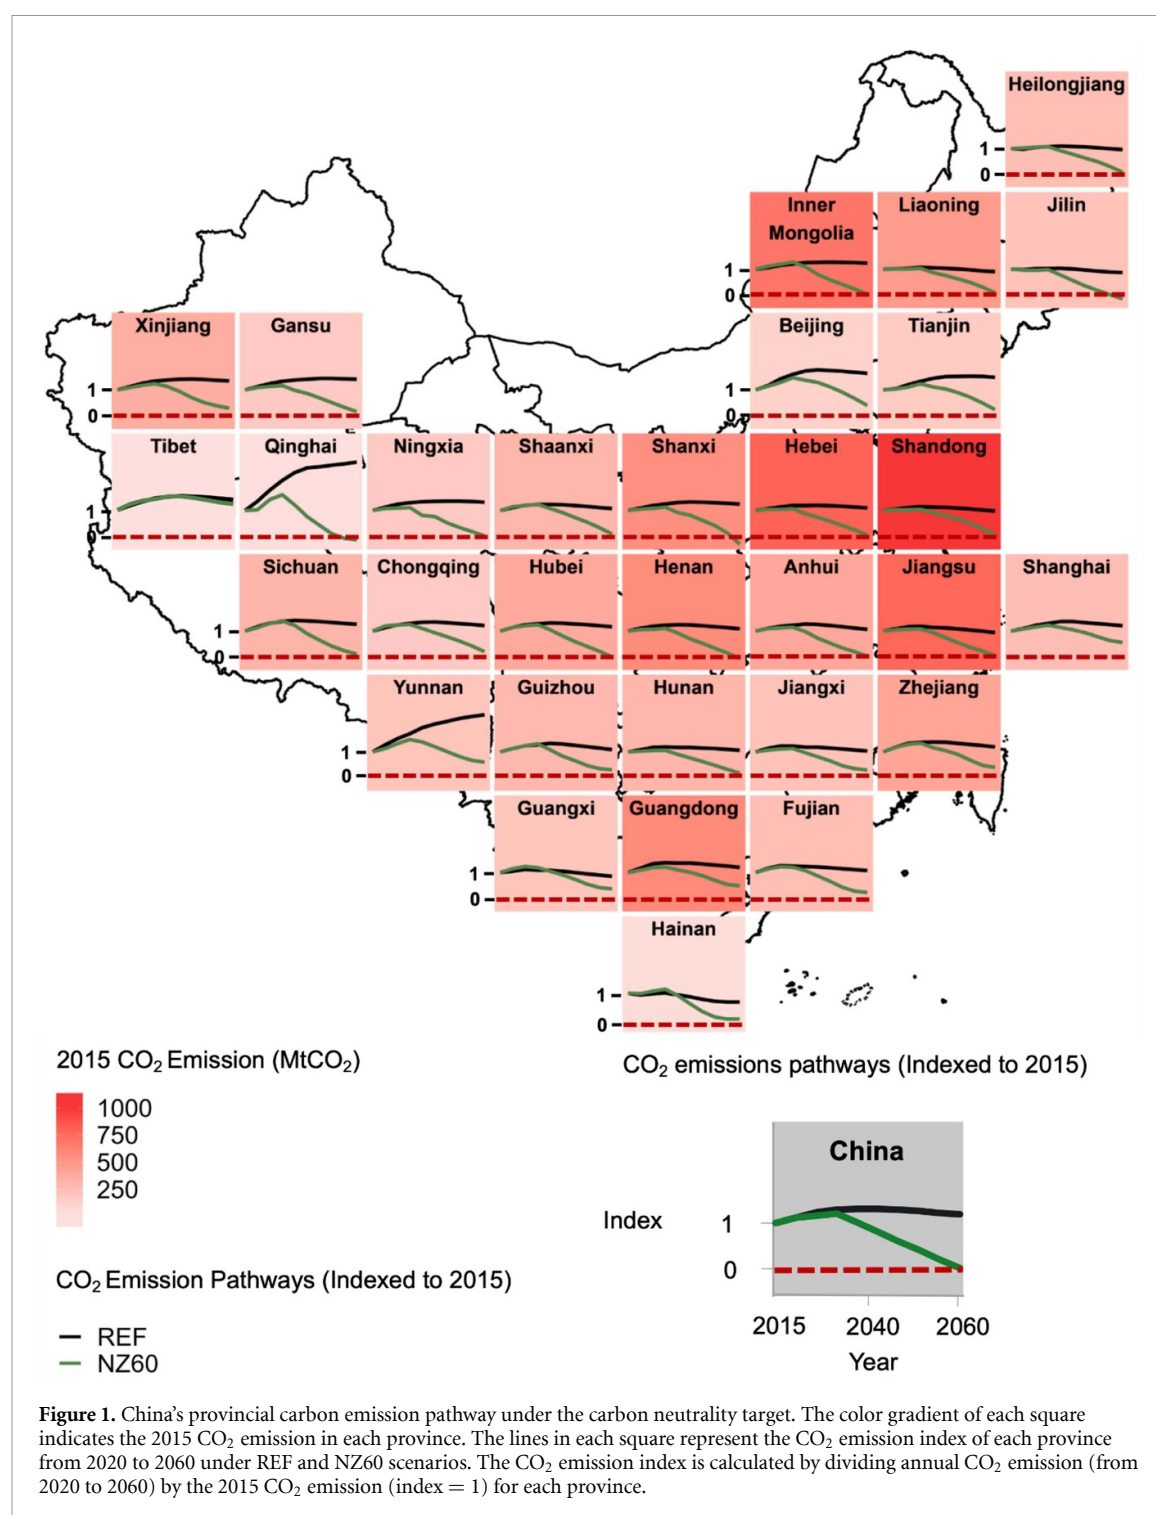 Heilongjiang
1
0
Inner Mongolia
Liaoning
Jilin
1
0
Xinjiang
Gansu
Beijing
Tianjin
1
0
1
0
Tibet
Qinghai
Ningxia
Shaanxi
Shanxi
Hebei
Shandong
1
0
Sichuan
Chongqing
Hubei
Henan
Anhui
Jiangsu
Shanghai
1
0
Yunnan
Guizhou
Hunan
Jiangxi
Zhejiang
1
0
Guangxi
Guangdong
Fujian
1
0
Hainan
1
0
2015 CO₂ Emission (MtCO₂)
1000
750
500
250
CO₂ Emission Pathways (Indexed to 2015)
REF
NZ60
CO₂ emissions pathways (Indexed to 2015)
China
Index
1
0
2015 2040 2060
Year
Figure 1. China's provincial carbon emission pathway under the carbon neutrality target. The color gradient of each square
indicates the 2015 CO₂ emission in each province. The lines in each square represent the CO₂ emission index of each province
from 2020 to 2060 under REF and NZ60 scenarios. The CO₂ emission index is calculated by dividing annual CO₂ emission (from
2020 to 2060) by the 2015 CO₂ emission (index = 1) for each province.